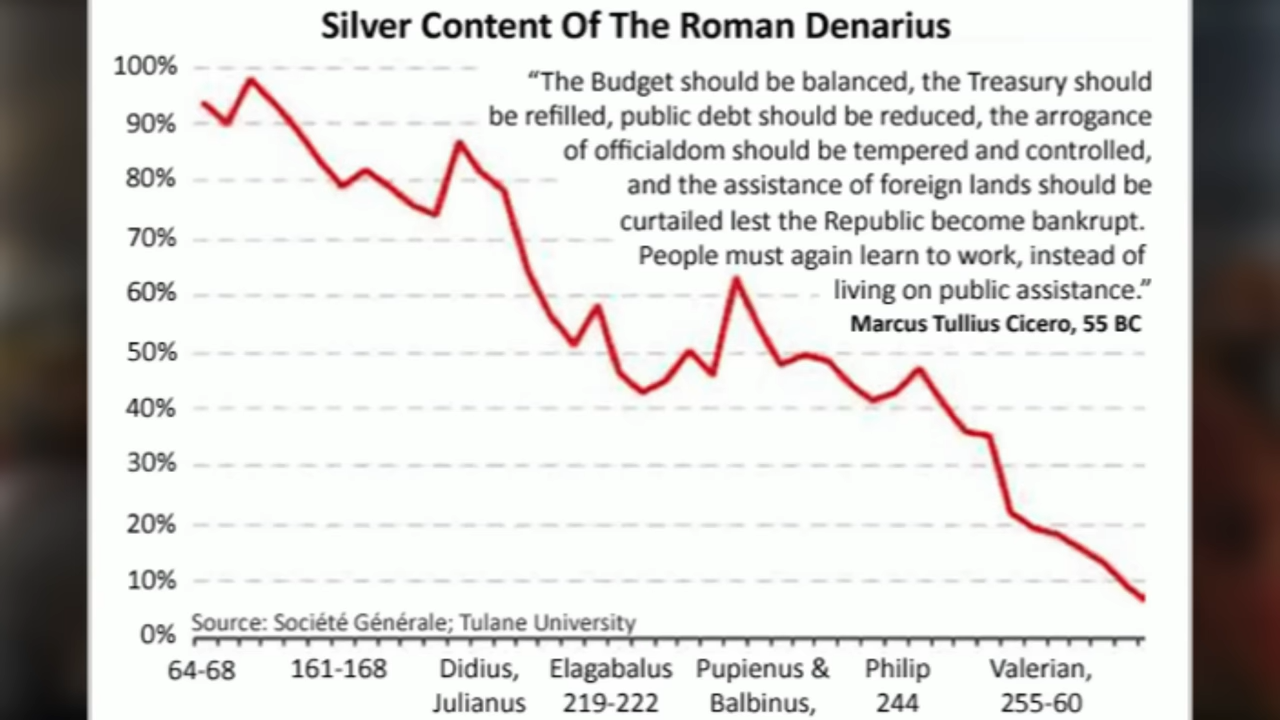 Silver Content Of The Roman Denarius
100%
90%
80%
70%
60%
50%
40%
30%
20%
10%
0%
“The Budget should be balanced, the Treasury should
be refilled, public debt should be reduced, the arrogance
of officialdom should be tempered and controlled,
and the assistance of foreign lands should be
curtailed lest the Republic become bankrupt.
People must again learn to work, instead of
living on public assistance.”
Marcus Tullius Cicero, 55 BC
Source: Société Générale; Tulane University
64-68
161-168
Didius,
Julianus
Elagabalus
219-222
Pupienus &
Balbinus,
Philip
244
Valerian,
255-60